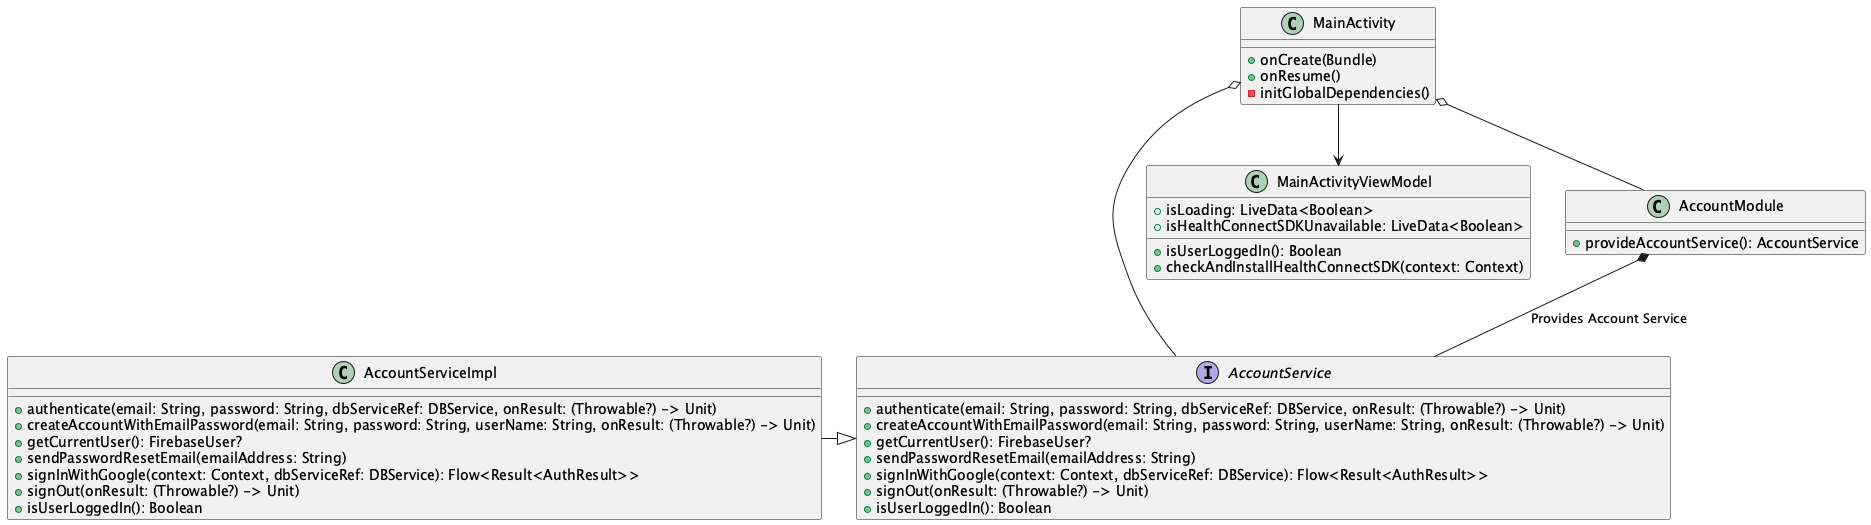 C MainActivity
onCreate(Bundle)
onResume()
initGlobalDependencies()
C MainActivityViewModel
isLoading: LiveData<Boolean>
isHealthConnectSDKUnavailable: LiveData<Boolean>
isUserLoggedIn(): Boolean
checkAndInstallHealthConnectSDK(context: Context)
C AccountModule
provideAccountService(): AccountService
Provides Account Service
C AccountServiceImpl
authenticate(email: String, password: String, dbServiceRef: DBService, onResult: (Throwable?) -> Unit)
createAccountWithEmailPassword(email: String, password: String, userName: String, onResult: (Throwable?) -> Unit)
getCurrentUser(): FirebaseUser?
sendPasswordResetEmail(emailAddress: String)
signInWithGoogle(context: Context, dbServiceRef: DBService): Flow<Result<AuthResult>>
signOut(onResult: (Throwable?) -> Unit)
isUserLoggedIn(): Boolean
I AccountService
authenticate(email: String, password: String, dbServiceRef: DBService, onResult: (Throwable?) -> Unit)
createAccountWithEmailPassword(email: String, password: String, userName: String, onResult: (Throwable?) -> Unit)
getCurrentUser(): FirebaseUser?
sendPasswordResetEmail(emailAddress: String)
signInWithGoogle(context: Context, dbServiceRef: DBService): Flow<Result<AuthResult>>
signOut(onResult: (Throwable?) -> Unit)
isUserLoggedIn(): Boolean